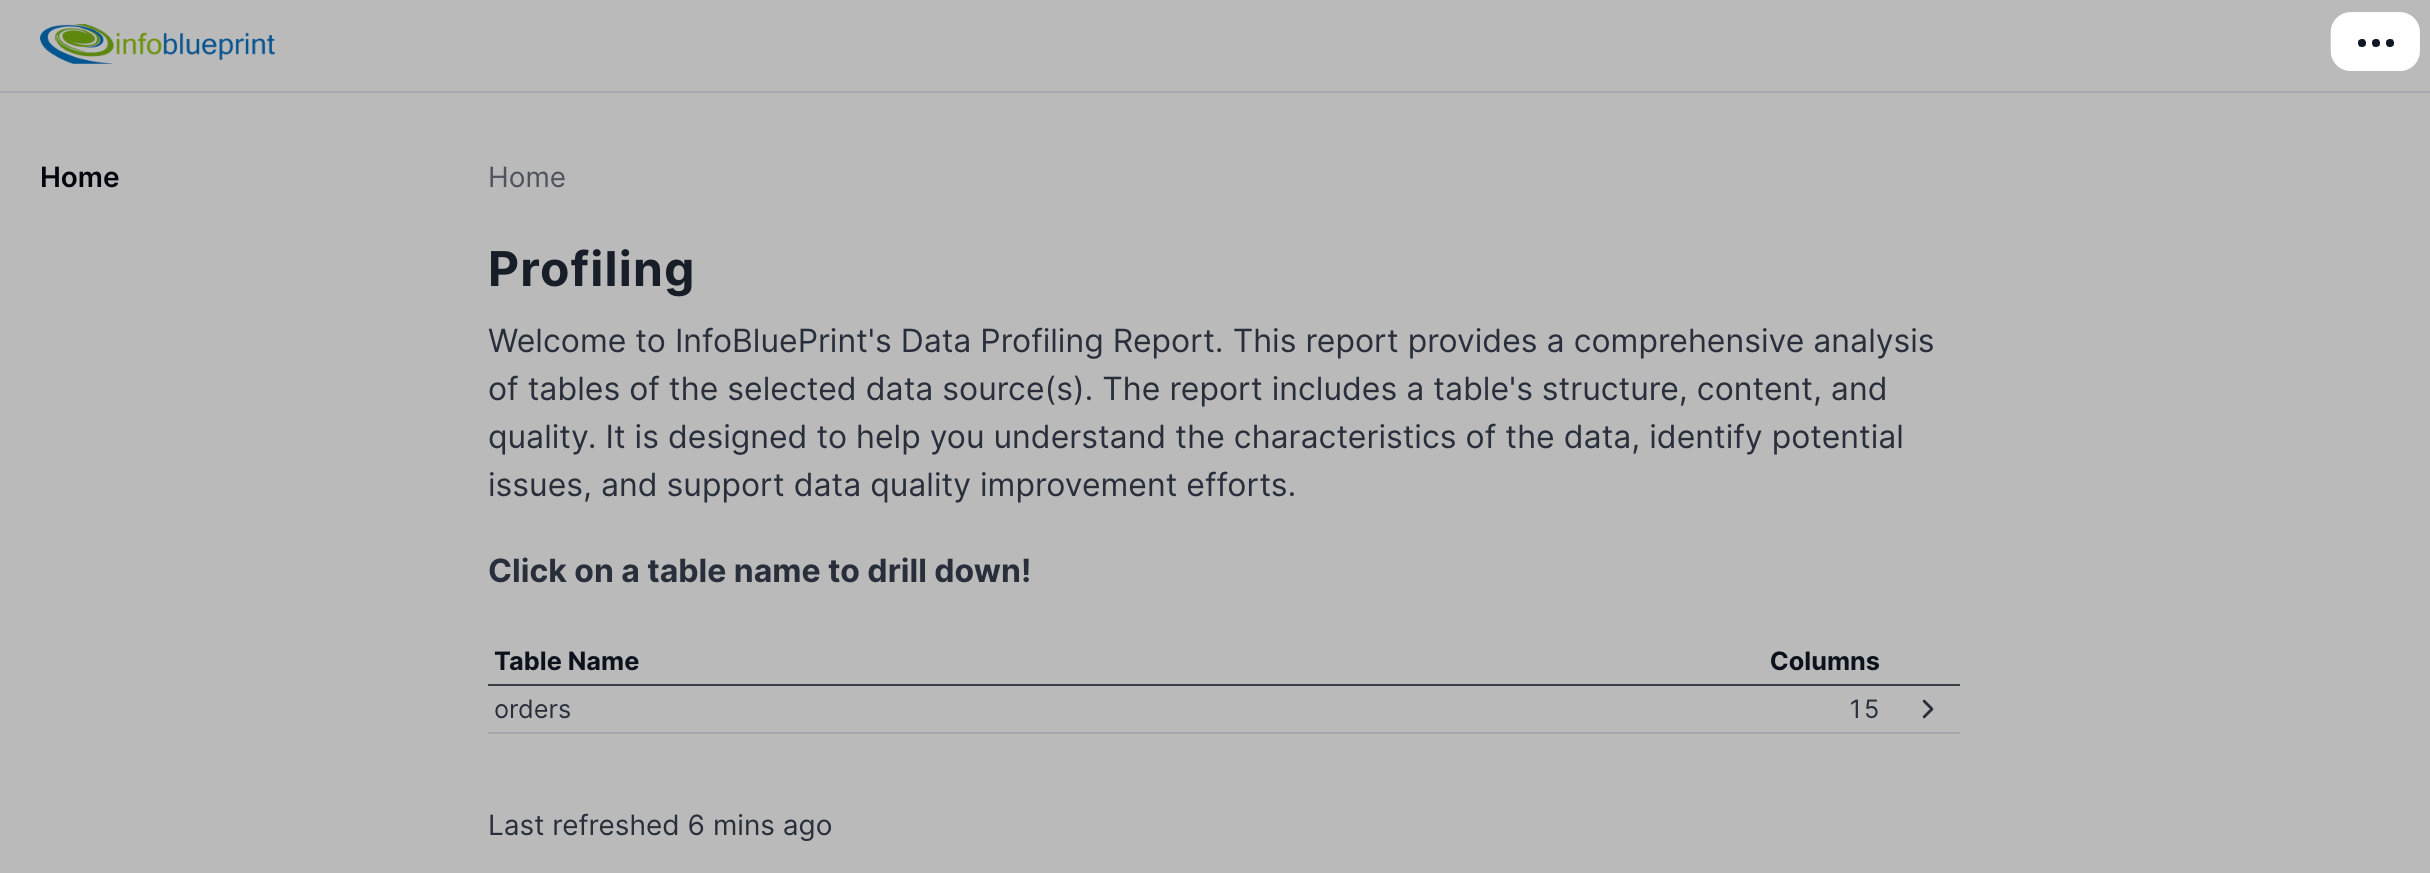 infoblueprint
Home
Home
Profiling
Welcome to InfoBluePrint's Data Profiling Report. This report provides a comprehensive analysis
of tables of the selected data source(s). The report includes a table's structure, content, and
quality. It is designed to help you understand the characteristics of the data, identify potential
issues, and support data quality improvement efforts.
Click on a table name to drill down!
Table Name Columns
orders 15
Last refreshed 6 mins ago